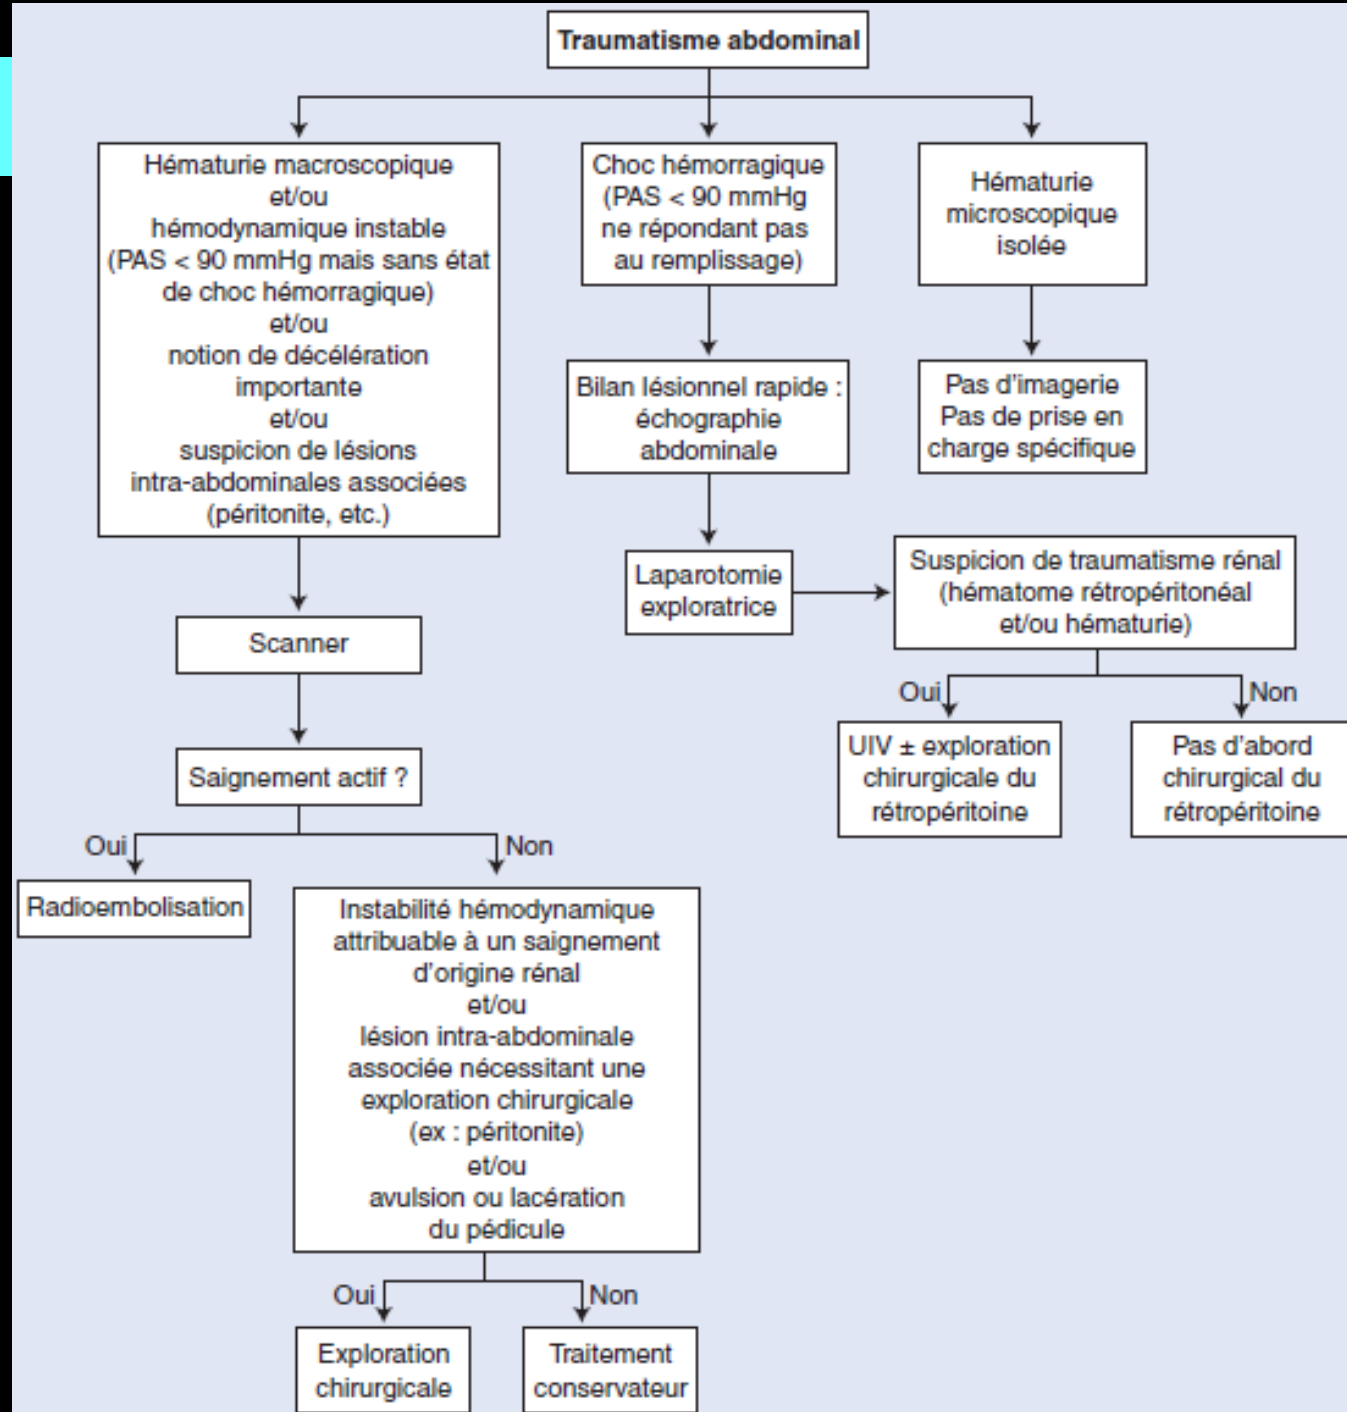 Traumatisme abdominal
Hématurie macroscopique
et/ou
hémodynamique instable
(PAS < 90 mmHg mais sans état
de choc hémorragique)
et/ou
notion de décélération
importante
et/ou
suspicion de lésions
intra-abdominales associées
(péritonite, etc.)
Choc hémorragique
(PAS < 90 mmHg
ne répondant pas
au remplissage)
Hématurie
microscopique
isolée
Bilan lésionnel rapide :
échographie
abdominale
Pas d'imagerie
Pas de prise en
charge spécifique
Laparotomie
exploratrice
Suspicion de traumatisme rénal
(hématome rétropéritonéal
et/ou hématurie)
Oui
Non
UIV ± exploration
chirurgicale du
rétropéritoine
Pas d'abord
chirurgical du
rétropéritoine
Scanner
Saignement actif ?
Oui
Non
Radioembolisation
Instabilité hémodynamique
attribuable à un saignement
d'origine rénal
et/ou
lésion intra-abdominale
associée nécessitant une
exploration chirurgicale
(ex : péritonite)
et/ou
avulsion ou lacération
du pédicule
Oui
Non
Exploration
chirurgicale
Traitement
conservateur